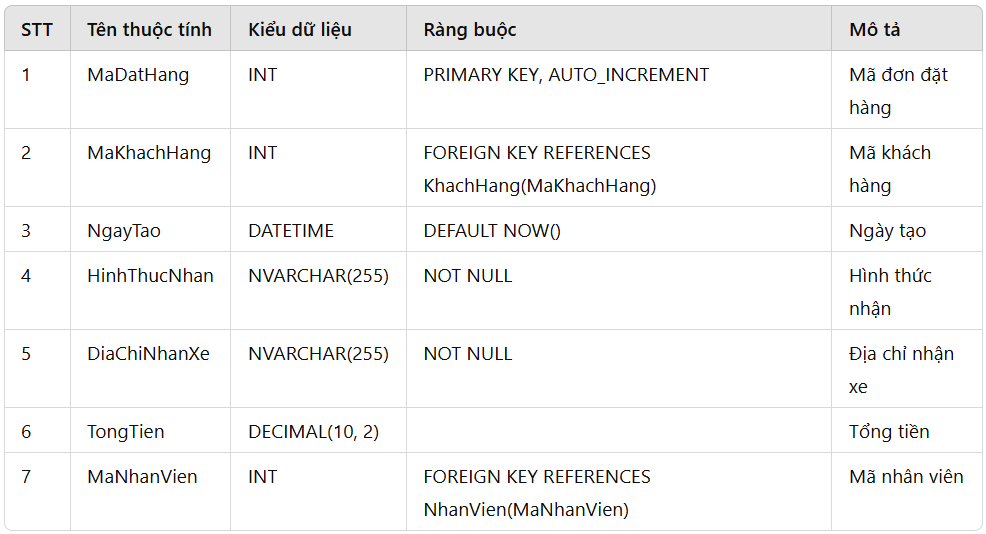 STT Tên thuộc tính Kiểu dữ liệu Ràng buộc Mô tả
1 MaDatHang INT PRIMARY KEY, AUTO_INCREMENT Mã đơn đặt
hàng
2 MaKhachHang INT FOREIGN KEY REFERENCES Mã khách
KhachHang(MaKhachHang) hàng
3 NgayTao DATETIME DEFAULT NOW() Ngày tạo
4 HinhThucNhan NVARCHAR(255) NOT NULL Hình thức
nhận
5 DiaChiNhanXe NVARCHAR(255) NOT NULL Địa chỉ nhận
xe
6 TongTien DECIMAL(10, 2) Tổng tiền
7 MaNhanVien INT FOREIGN KEY REFERENCES Mã nhân viên
NhanVien(MaNhanVien)